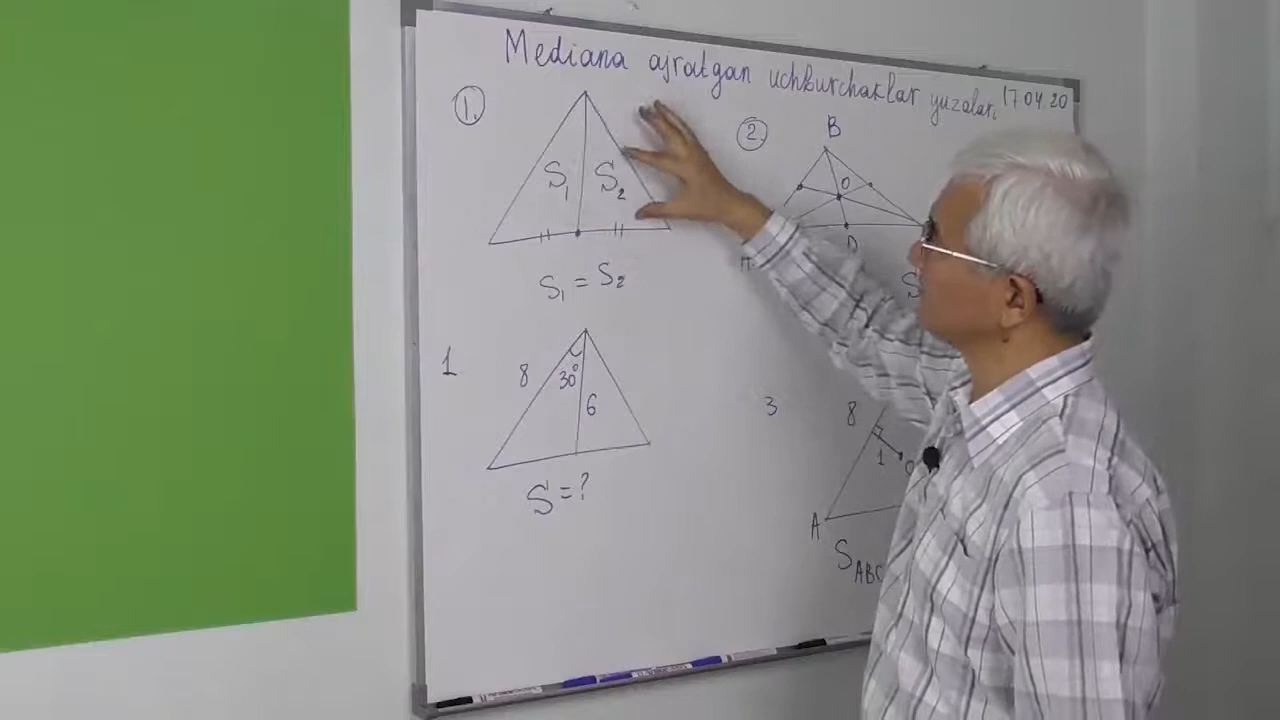 Mediana ajratgan uchburchaklar yuzalari 17.04.20
1.
S1 S2
S1 = S2
2.
B
O
D
1
8
30°
6
S = ?
3
8
1
A
SABC